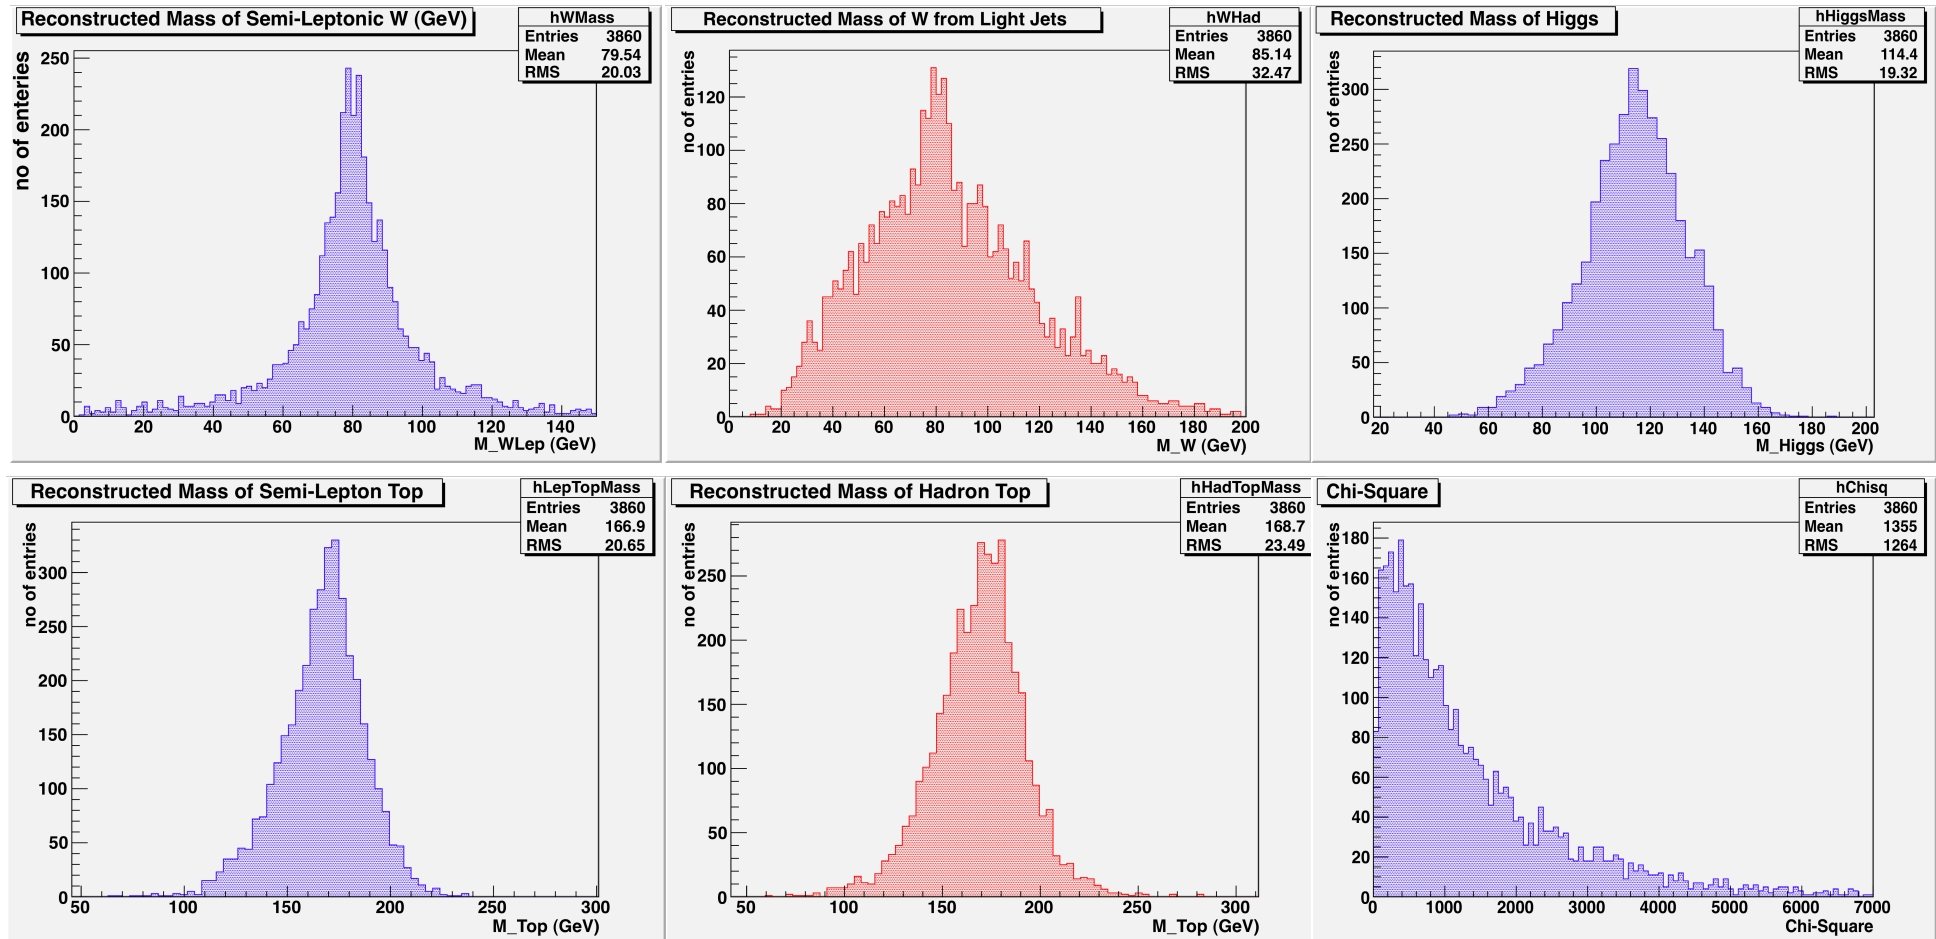 Reconstructed Mass of Semi-Leptonic W (GeV)
hWMass
Entries 3860
Mean 79.54
RMS 20.03
no of enteries
250
200
150
100
50
0
0 20 40 60 80 100 120 140
M_WLep (GeV)
Reconstructed Mass of W from Light Jets
hWHad
Entries 3860
Mean 85.14
RMS 32.47
no of entries
120
100
80
60
40
20
0
0 20 40 60 80 100 120 140 160 180 200
M_W (GeV)
Reconstructed Mass of Higgs
hHiggsMass
Entries 3860
Mean 114.4
RMS 19.32
no of entries
300
250
200
150
100
50
0
20 40 60 80 100 120 140 160 180 200
M_Higgs (GeV)
Reconstructed Mass of Semi-Lepton Top
hLepTopMass
Entries 3860
Mean 166.9
RMS 20.65
no of entries
300
250
200
150
100
50
0
50 100 150 200 250 300
M_Top (GeV)
Reconstructed Mass of Hadron Top
hHadTopMass
Entries 3860
Mean 168.7
RMS 23.49
no of entries
250
200
150
100
50
0
50 100 150 200 250 300
M_Top (GeV)
Chi-Square
hChisq
Entries 3860
Mean 1355
RMS 1264
no of entries
180
160
140
120
100
80
60
40
20
0
0 1000 2000 3000 4000 5000 6000 7000
Chi-Square